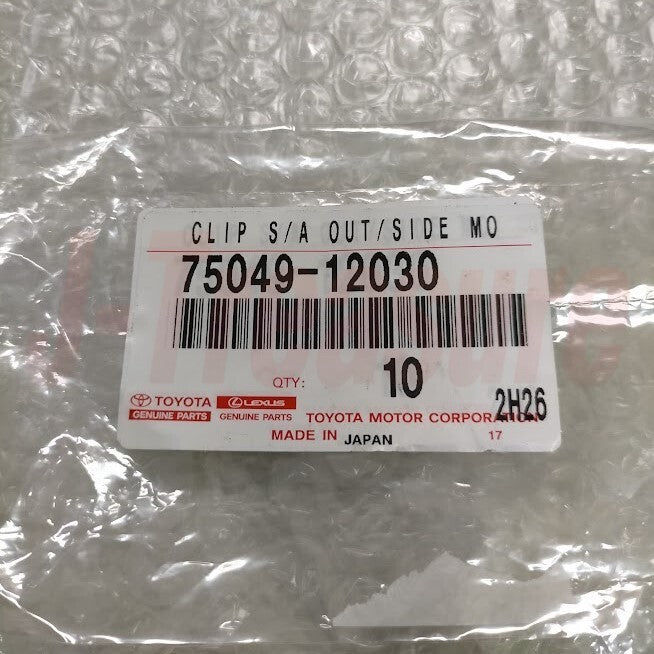 CLIP S/A OUT/SIDE MO
75049-12030
QTY: 10
TOYOTA LEXUS 2H26
GENUINE PARTS GENUINE PARTS TOYOTA MOTOR CORPORATION
MADE IN JAPAN 17